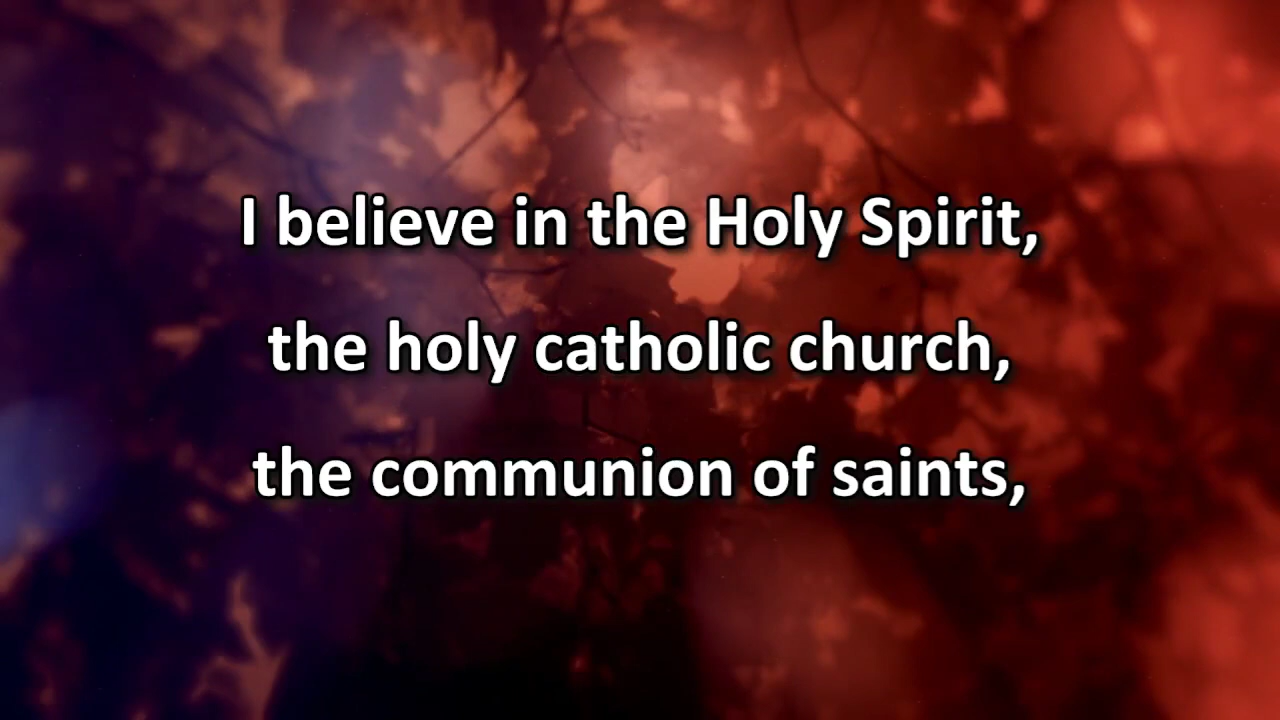 I believe in the Holy Spirit,
the holy catholic church,
the communion of saints,